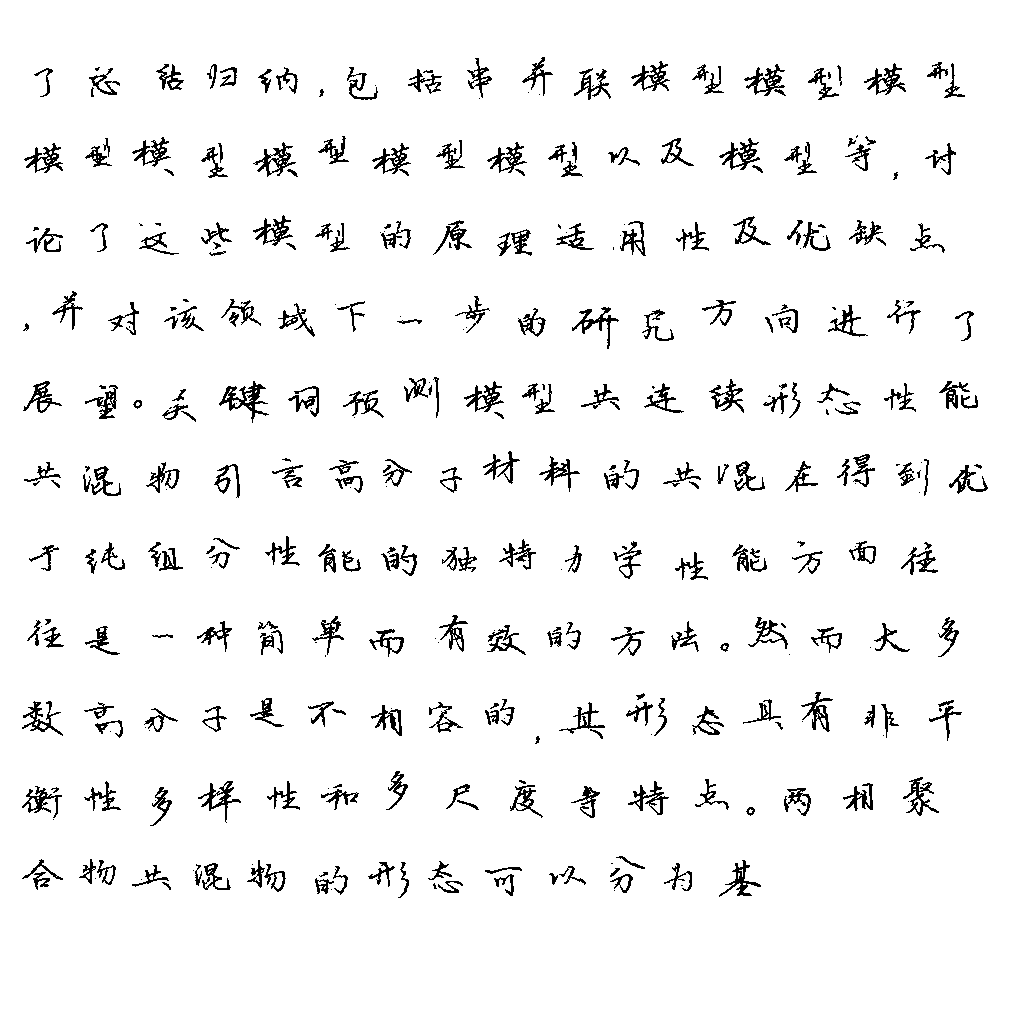 了总结归纳,包括串并联模型模型模型
模型模型模型模型模型以及模型等,讨
论了这些模型的原理适用性及优缺点
,并对该领域下一步的研究方向进行了
展望。关键词预测模型共连续形态性能
共混物引言高分子材料的共混在得到优
于纯组分性能的独特力学性能方面往
往是一种简单而有效的方法。然而大多
数高分子是不相容的,其形态具有非平
衡性多样性和多尺度等特点。两相聚
合物共混物的形态可以分为基